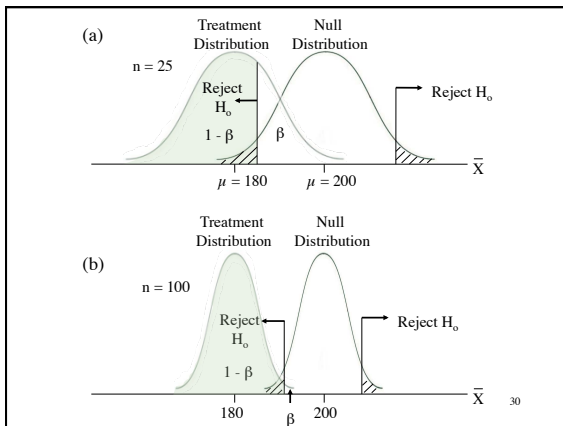 (a)
Treatment
Distribution
Null
Distribution
n = 25
Reject
Hₒ
Reject Hₒ
1 - β
β
X̄
μ = 180
μ = 200
(b)
Treatment
Distribution
Null
Distribution
n = 100
Reject
Hₒ
Reject Hₒ
1 - β
X̄
180
β
200
30